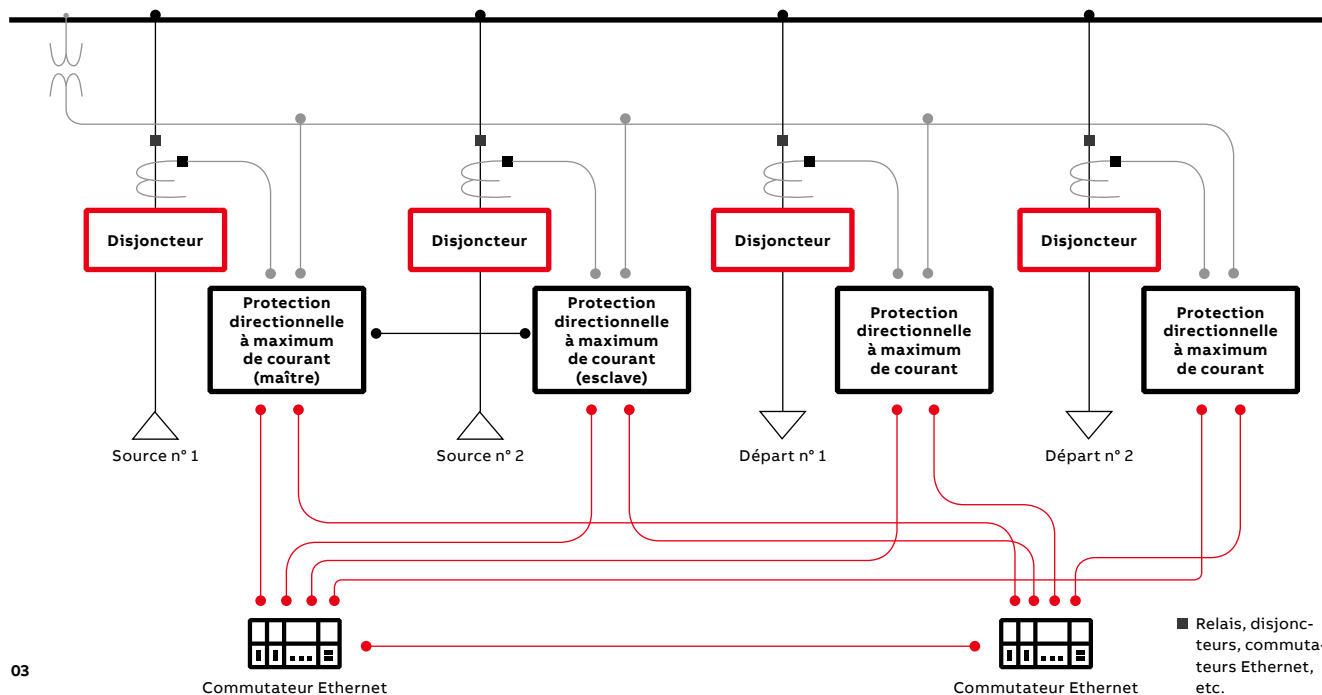 Disjoncteur
Disjoncteur
Disjoncteur
Disjoncteur
Protection
directionnelle
à maximum
de courant
(maître)
Protection
directionnelle
à maximum
de courant
(esclave)
Protection
directionnelle
à maximum
de courant
Protection
directionnelle
à maximum
de courant
Source n° 1
Source n° 2
Départ n° 1
Départ n° 2
Relais, disjonc-
teurs, commuta-
teurs Ethernet,
etc.
03
Commutateur Ethernet
Commutateur Ethernet